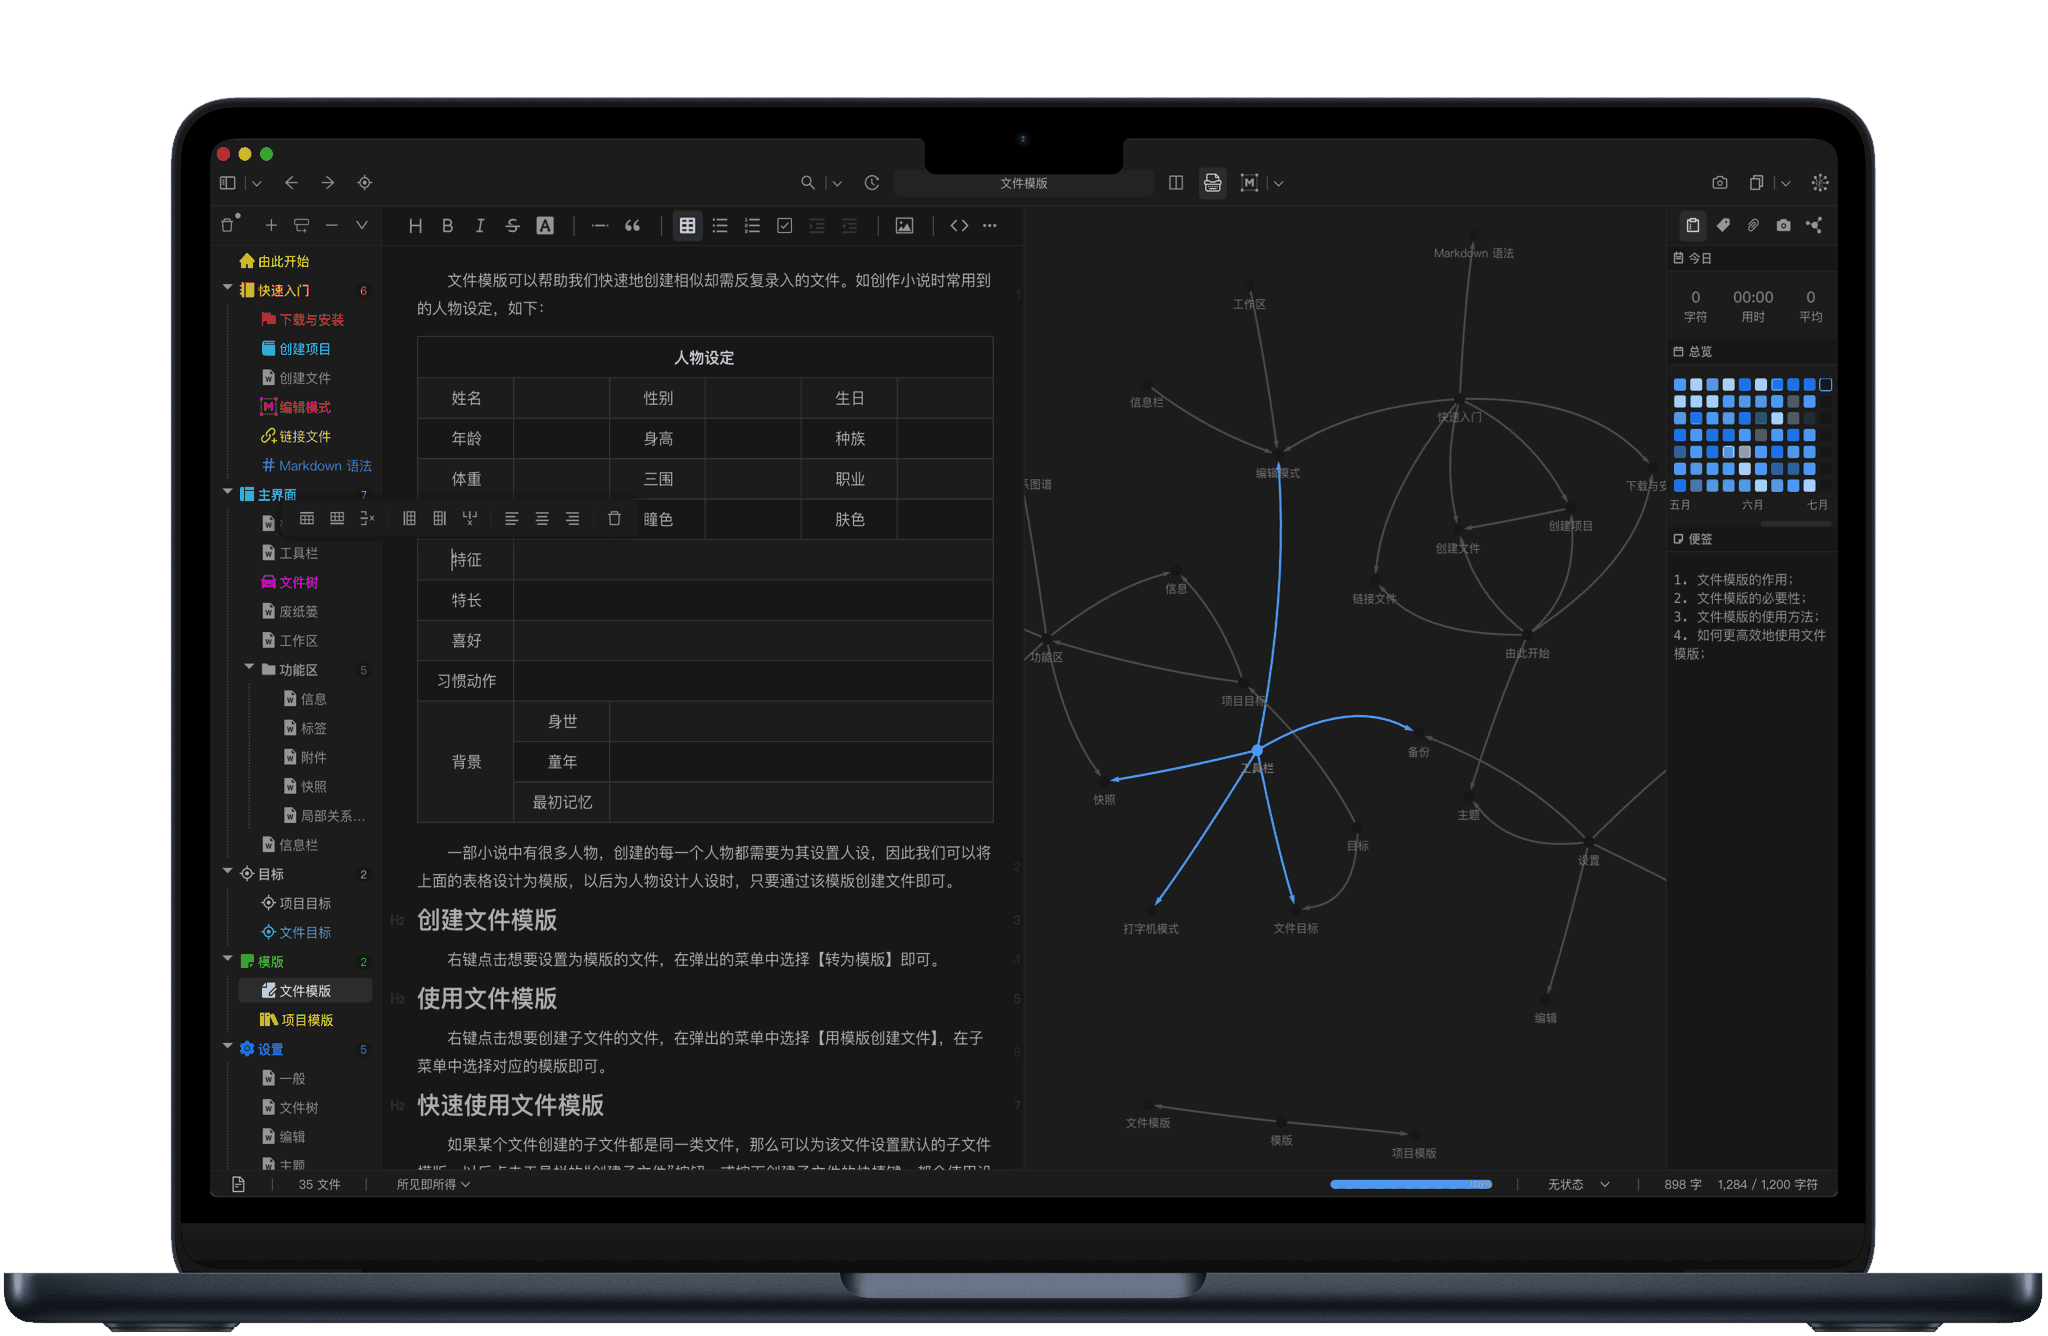 文件模版
由此开始
快速入门 6
下载与安装
创建项目
创建文件
编辑模式
链接文件
# Markdown 语法
主界面 7
工具栏
文件树
废纸篓
工作区
功能区 5
信息
标签
附件
快照
局部关系...
信息栏
目标 2
项目目标
文件目标
模版 2
文件模版
项目模版
设置 5
一般
文件树
编辑
主题
文件模版可以帮助我们快速地创建相似却需反复录入的文件。如创作小说时常用到
的人物设定，如下：
人物设定
姓名 性别 生日
年龄 身高 种族
体重 三围 职业
瞳色 肤色
特征
特长
喜好
习惯动作
背景 身世
童年
最初记忆
一部小说中有很多人物，创建的每一个人物都需要为其设置人设，因此我们可以将
上面的表格设计为模版，以后为人物设计人设时，只要通过该模版创建文件即可。
H2 创建文件模版
右键点击想要设置为模版的文件，在弹出的菜单中选择【转为模版】即可。
H2 使用文件模版
右键点击想要创建子文件的文件，在弹出的菜单中选择【用模版创建文件】，在子
菜单中选择对应的模版即可。
H2 快速使用文件模版
如果某个文件创建的子文件都是同一类文件，那么可以为该文件设置默认的子文件
1
2
3
4
5
6
7
Markdown 语法
工作区
信息栏
快速入门
编辑模式
系图谱
下载与安
创建项目
创建文件
信息
链接文件
功能区
由此开始
项目目标
备份
工具栏
快照
主题
目标
设置
打字机模式
文件目标
编辑
文件模版
模版
项目模版
今日
0 00:00 0
字符 用时 平均
总览
五月 六月 七月
便签
1. 文件模版的作用；
2. 文件模版的必要性；
3. 文件模版的使用方法；
4. 如何更高效地使用文件
模版；
35 文件 所见即所得
无状态 898 字 1,284 / 1,200 字符